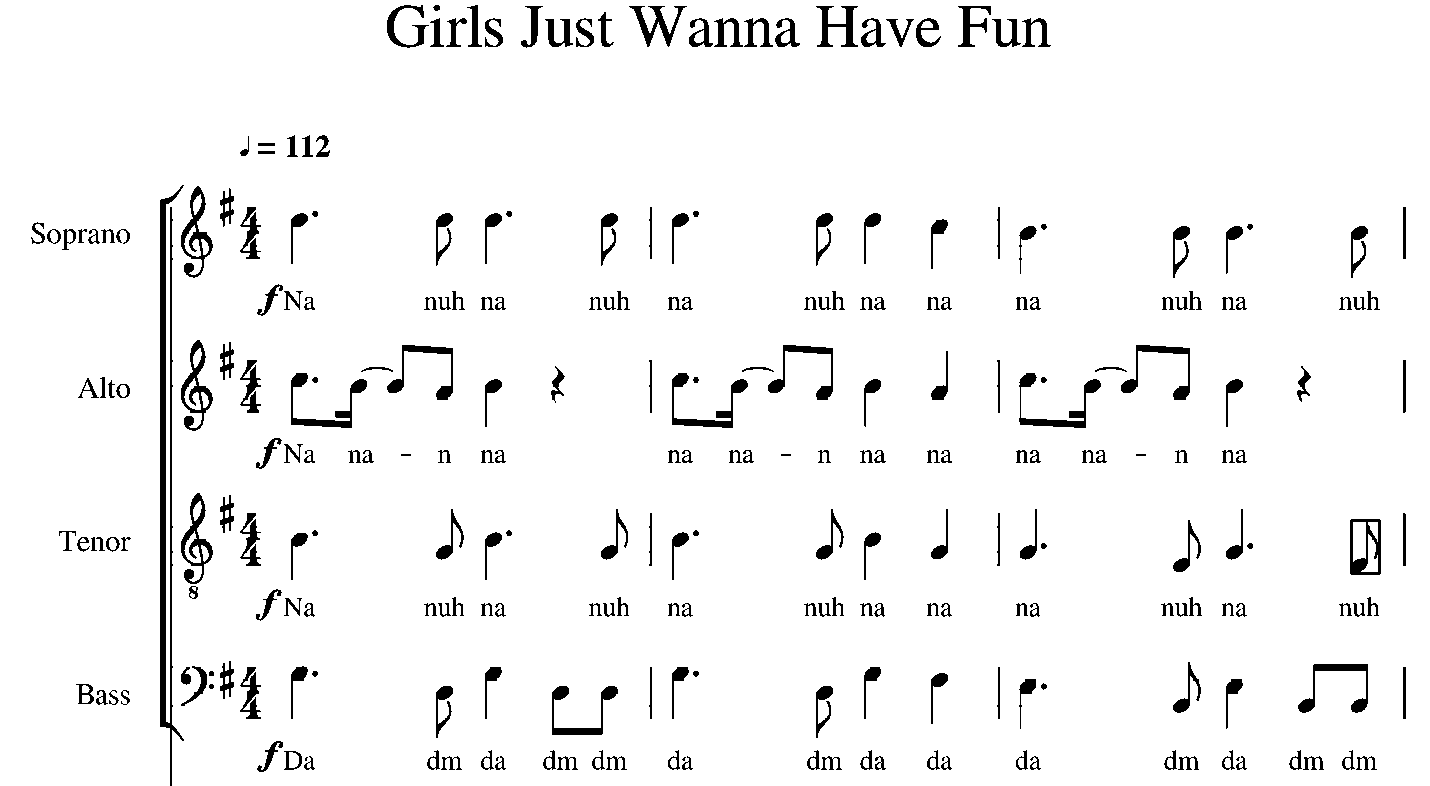 Girls Just Wanna Have Fun
♩ = 112
Soprano
f Na nuh na nuh na nuh na na na nuh na nuh
Alto
f Na na - n na na na - n na na na na - n na
Tenor
8
f Na nuh na nuh na nuh na na na nuh na nuh
Bass
f Da dm da dm dm da dm da da da dm da dm dm